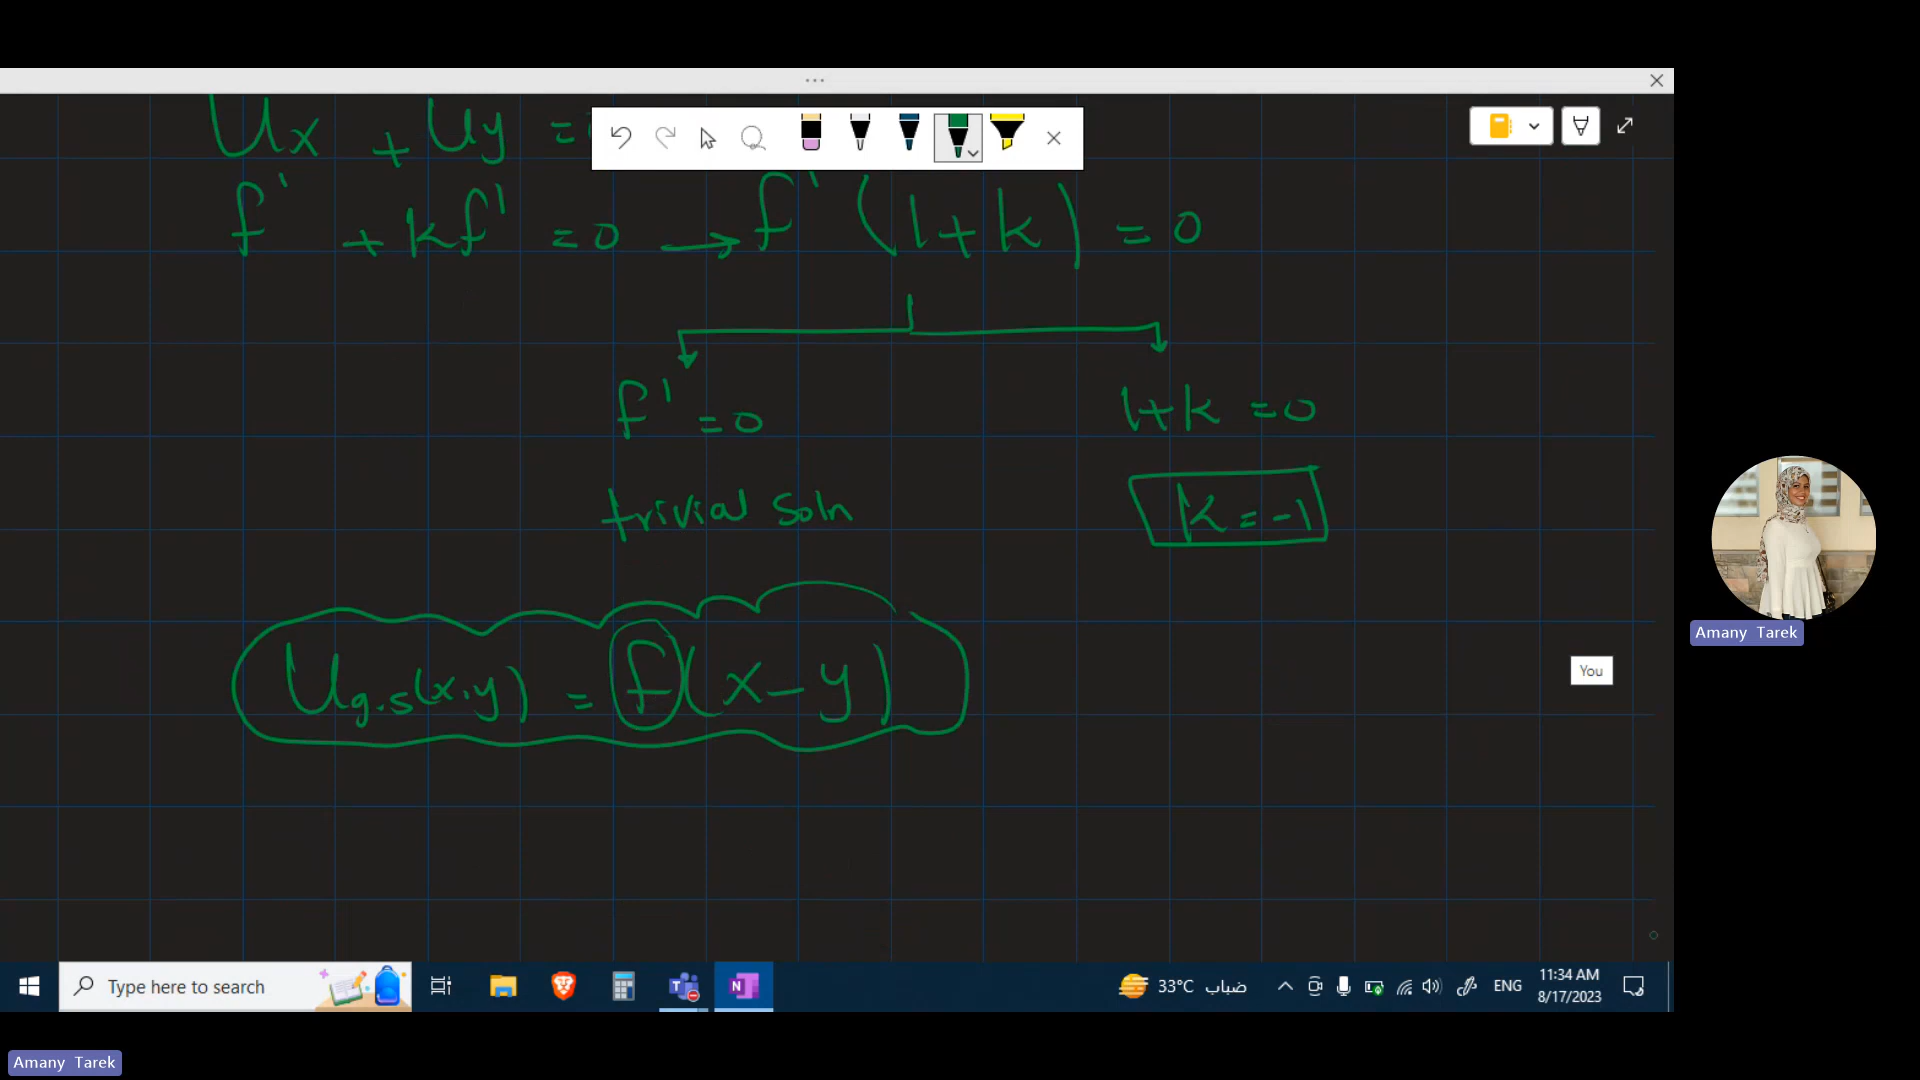 Ux + Uy =
f' + kf' = 0 → f' (1+k) = 0
f' = 0
1+k = 0
trivial soln
k = -1
Ug.s(x,y) = f(x-y)
You
Amany Tarek
Type here to search
33°C ضباب
ENG
11:34 AM
8/17/2023
Amany Tarek